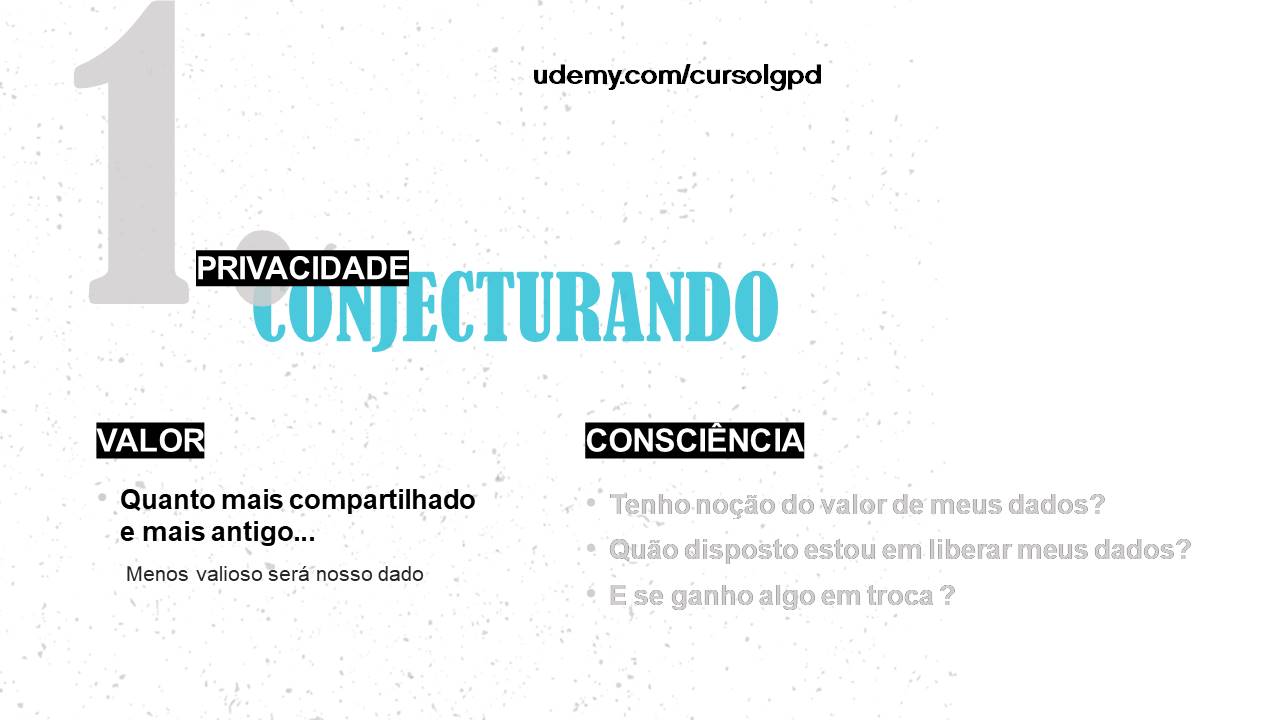 1.
udemy.com/cursolgpd
PRIVACIDADE
CONJECTURANDO
VALOR
• Quanto mais compartilhado
e mais antigo...
Menos valioso será nosso dado
CONSCIÊNCIA
• Tenho noção do valor de meus dados?
• Quão disposto estou em liberar meus dados?
• E se ganho algo em troca ?